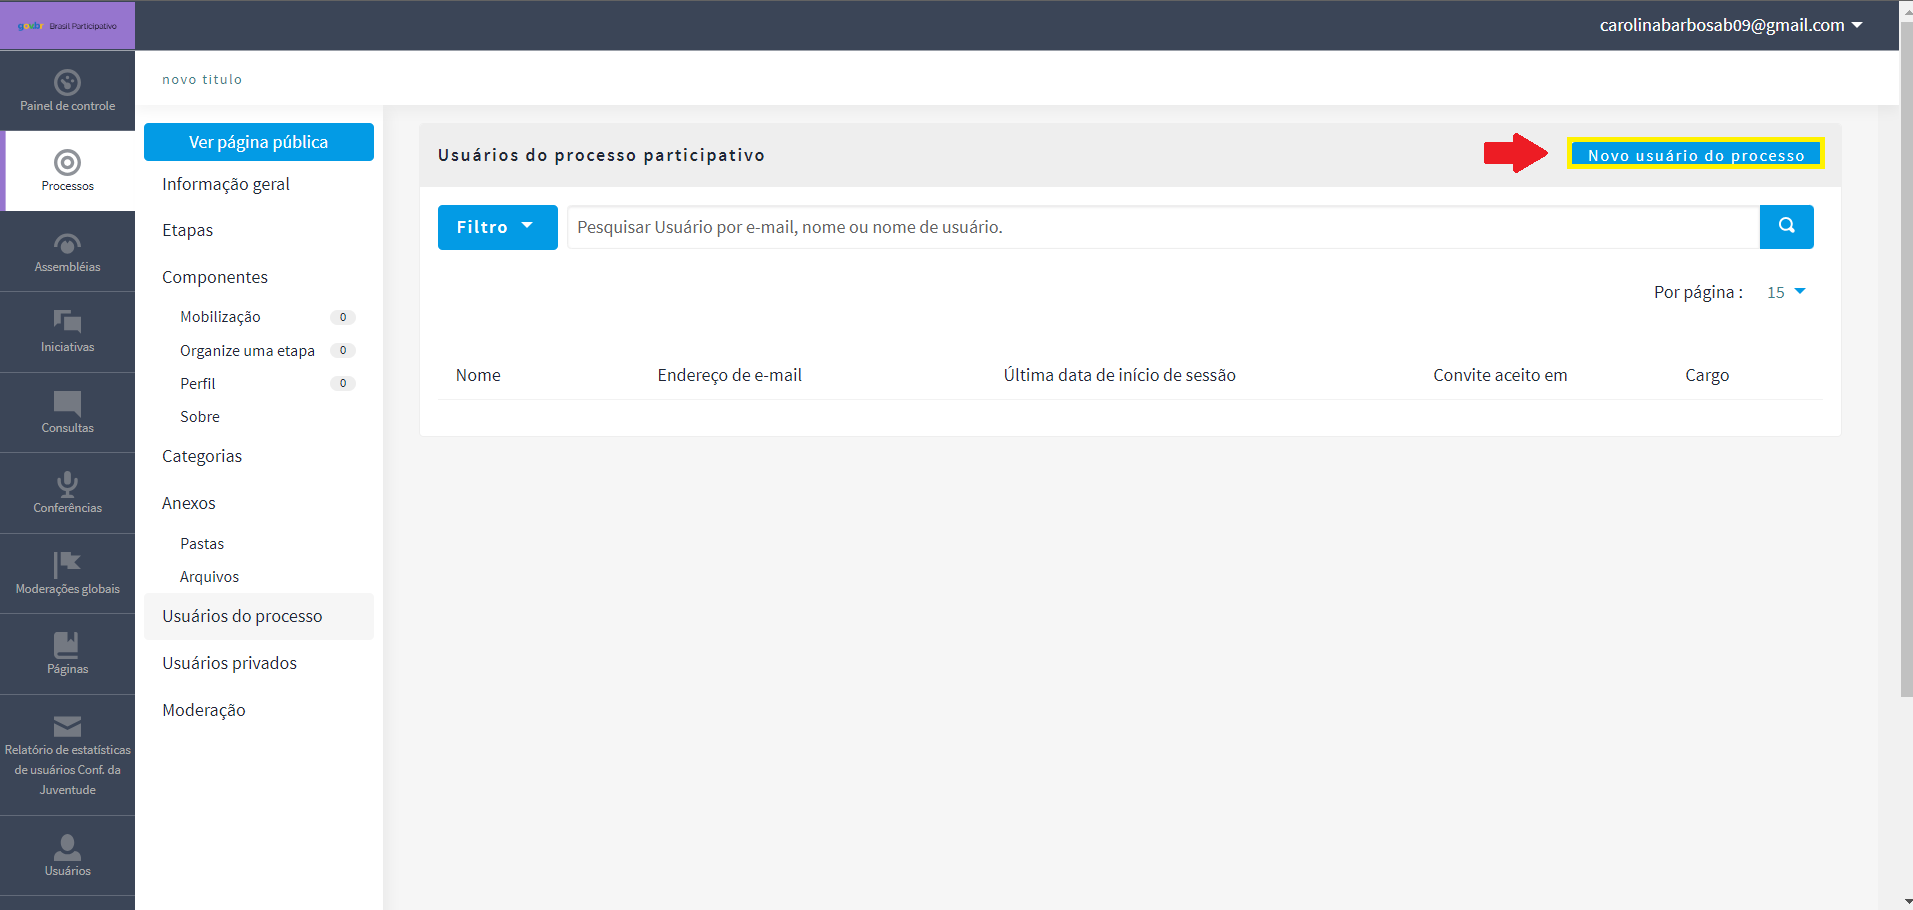 gov.br Brasil Participativo
carolinabarbosab09@gmail.com
novo titulo
Painel de controle
Processos
Assembléias
Iniciativas
Consultas
Conferências
Moderações globais
Páginas
Relatório de estatísticas
de usuários Conf. da
Juventude
Usuários
Ver página pública
Informação geral
Etapas
Componentes
Mobilização 0
Organize uma etapa 0
Perfil 0
Sobre
Categorias
Anexos
Pastas
Arquivos
Usuários do processo
Usuários privados
Moderação
Usuários do processo participativo
Novo usuário do processo
Filtro
Pesquisar Usuário por e-mail, nome ou nome de usuário.
Por página : 15
Nome Endereço de e-mail Última data de início de sessão Convite aceito em Cargo